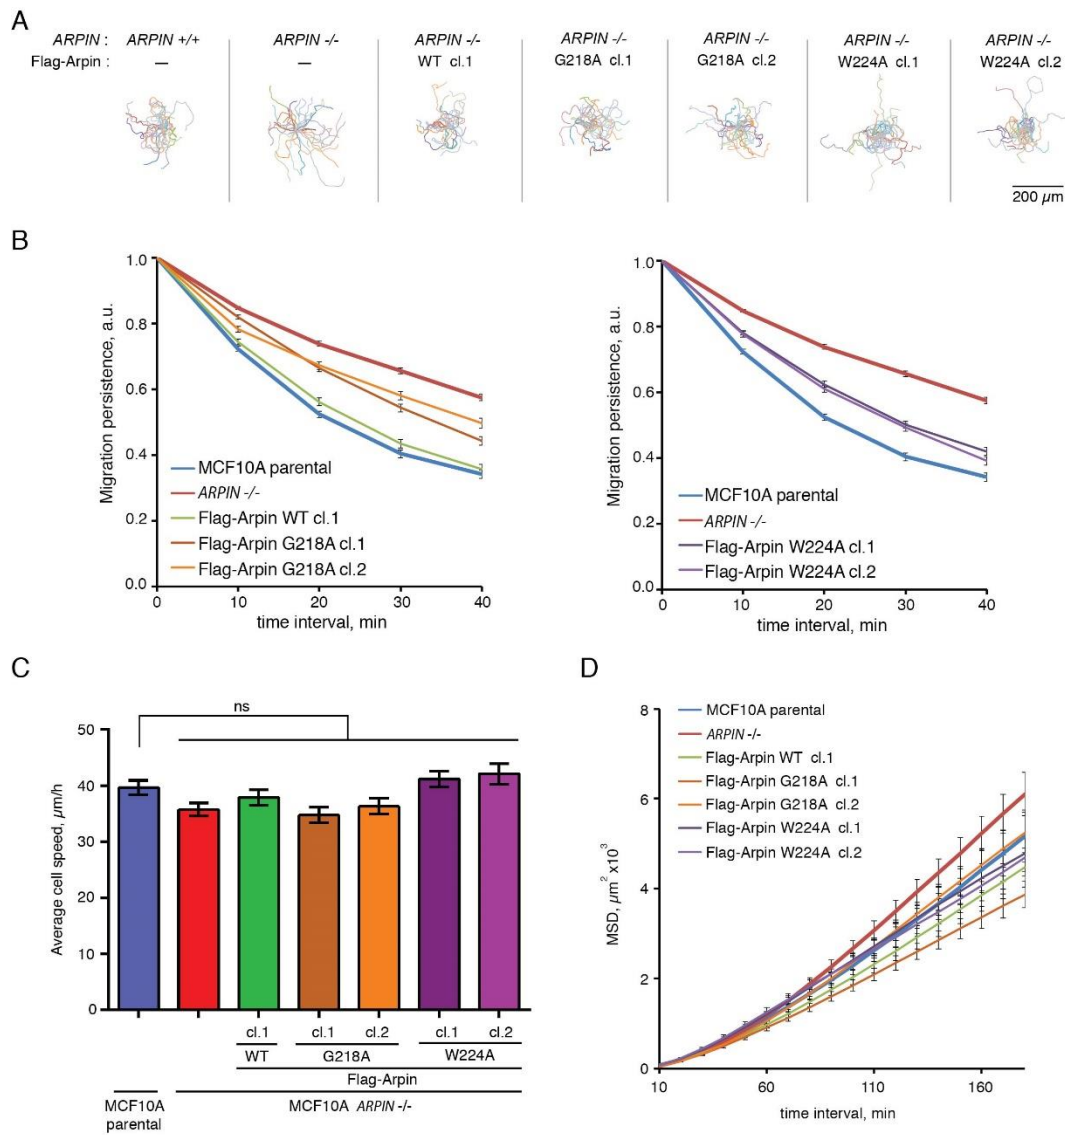 A
ARPIN : ARPIN +/+ ARPIN -/- ARPIN -/- ARPIN -/- ARPIN -/- ARPIN -/- ARPIN -/-
Flag-Arpin : — — WT cl.1 G218A cl.1 G218A cl.2 W224A cl.1 W224A cl.2
200 µm
B
Migration persistence, a.u.
1.0
0.8
0.6
0.4
0.2
0.0
MCF10A parental
ARPIN -/-
Flag-Arpin WT cl.1
Flag-Arpin G218A cl.1
Flag-Arpin G218A cl.2
0 10 20 30 40
time interval, min
Migration persistence, a.u.
1.0
0.8
0.6
0.4
0.2
0.0
MCF10A parental
ARPIN -/-
Flag-Arpin W224A cl.1
Flag-Arpin W224A cl.2
0 10 20 30 40
time interval, min
C
ns
Average cell speed, µm/h
50
40
30
20
10
0
cl.1 cl.1 cl.2 cl.1 cl.2
WT G218A W224A
Flag-Arpin
MCF10A
parental
MCF10A ARPIN -/-
D
MSD, µm² x10³
8
6
4
2
0
MCF10A parental
ARPIN -/-
Flag-Arpin WT cl.1
Flag-Arpin G218A cl.1
Flag-Arpin G218A cl.2
Flag-Arpin W224A cl.1
Flag-Arpin W224A cl.2
10 60 110 160
time interval, min